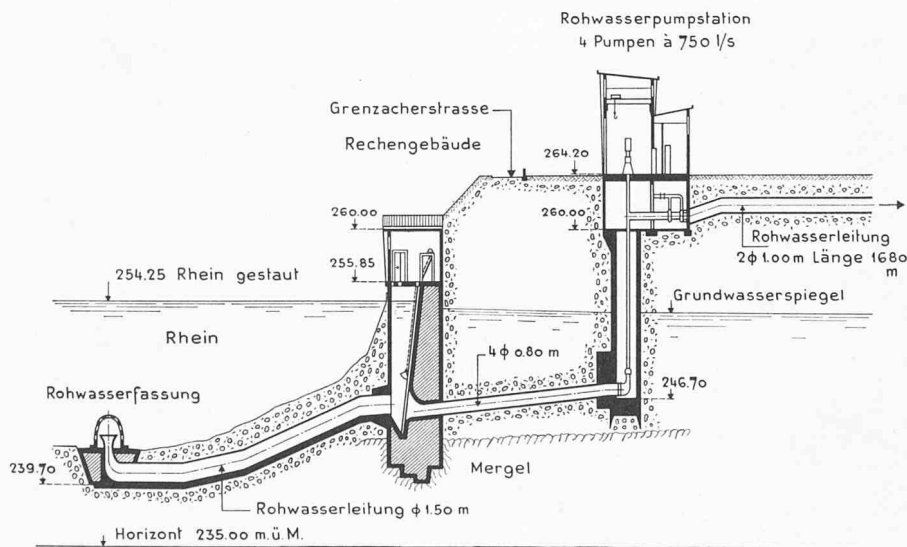 Rohwasserpumpstation
4 Pumpen à 750 l/s
Grenzacherstrasse
Rechengebäude
264.20
260.00
260.00
Rohwasserleitung
2ϕ 1.00m Länge 1680
m
254.25 Rhein gestaut
255.85
Grundwasserspiegel
Rhein
4 ϕ 0.80 m
Rohwasserfassung
246.70
239.70
Mergel
Rohwasserleitung ϕ 1.50 m
Horizont 235.00 m.ü.M.